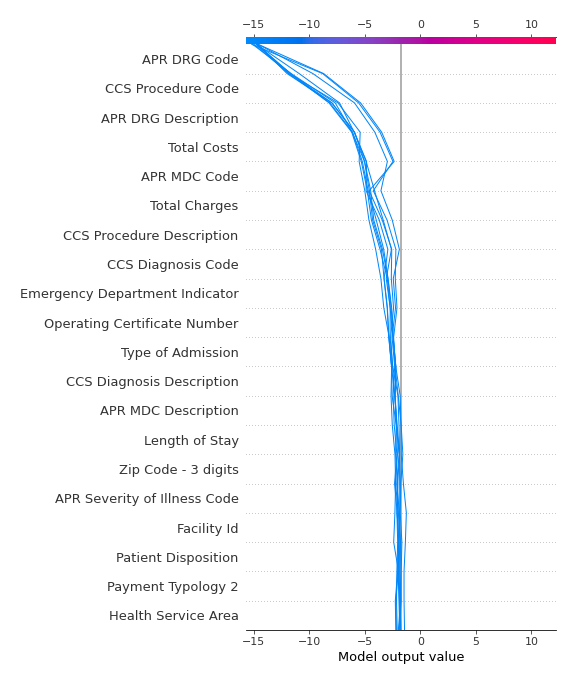 −15 −10 −5 0 5 10
APR DRG Code
CCS Procedure Code
APR DRG Description
Total Costs
APR MDC Code
Total Charges
CCS Procedure Description
CCS Diagnosis Code
Emergency Department Indicator
Operating Certificate Number
Type of Admission
CCS Diagnosis Description
APR MDC Description
Length of Stay
Zip Code - 3 digits
APR Severity of Illness Code
Facility Id
Patient Disposition
Payment Typology 2
Health Service Area
−15 −10 −5 0 5 10
Model output value